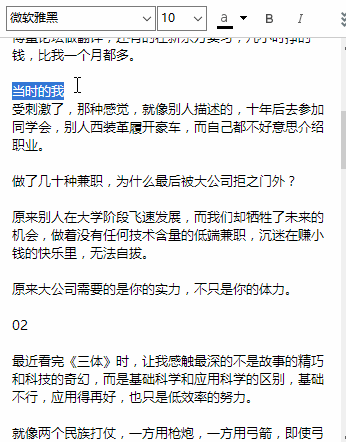 微软雅黑 10 a B I
钱，比我一个月都多。
当时的我
受刺激了，那种感觉，就像别人描述的，十年后去参加
同学会，别人西装革履开豪车，而自己都不好意思介绍
职业。
做了几十种兼职，为什么最后被大公司拒之门外？
原来别人在大学阶段飞速发展，而我们却牺牲了未来的
机会，做着没有任何技术含量的低端兼职，沉迷在赚小
钱的快乐里，无法自拔。
原来大公司需要的是你的实力，不只是你的体力。
02
最近看完《三体》时，让我感触最深的不是故事的精巧
和科技的奇幻，而是基础科学和应用科学的区别，基础
不行，应用得再好，也只是低效率的努力。
就像两个民族打仗，一方用枪炮，一方用弓箭，即使弓